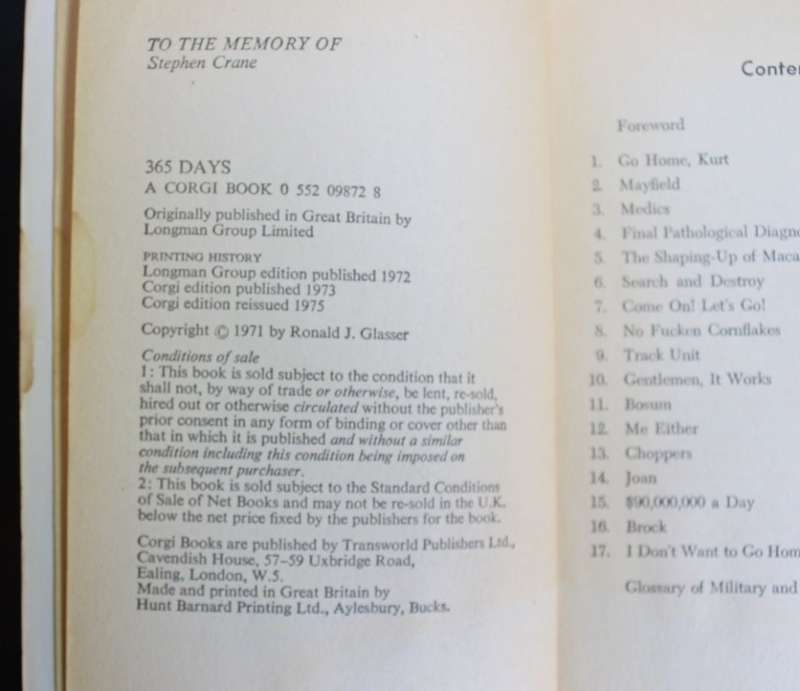 TO THE MEMORY OF
Stephen Crane
365 DAYS
A CORGI BOOK 0 552 09872 8
Originally published in Great Britain by
Longman Group Limited
PRINTING HISTORY
Longman Group edition published 1972
Corgi edition published 1973
Corgi edition reissued 1975
Copyright © 1971 by Ronald J. Glasser
Conditions of sale
1: This book is sold subject to the condition that it
shall not, by way of trade or otherwise, be lent, re-sold,
hired out or otherwise circulated without the publisher's
prior consent in any form of binding or cover other than
that in which it is published and without a similar
condition including this condition being imposed on
the subsequent purchaser.
2: This book is sold subject to the Standard Conditions
of Sale of Net Books and may not be re-sold in the U.K.
below the net price fixed by the publishers for the book.
Corgi Books are published by Transworld Publishers Ltd.,
Cavendish House, 57–59 Uxbridge Road,
Ealing, London, W.5.
Made and printed in Great Britain by
Hunt Barnard Printing Ltd., Aylesbury, Bucks.
Conte
Foreword
1. Go Home, Kurt
2. Mayfield
3. Medics
4. Final Pathological Diagno
5. The Shaping-Up of Maca
6. Search and Destroy
7. Come On! Let's Go!
8. No Fucken Cornflakes
9. Track Unit
10. Gentlemen, It Works
11. Bosum
12. Me Either
13. Choppers
14. Joan
15. $90,000,000 a Day
16. Brock
17. I Don't Want to Go Hom
Glossary of Military and